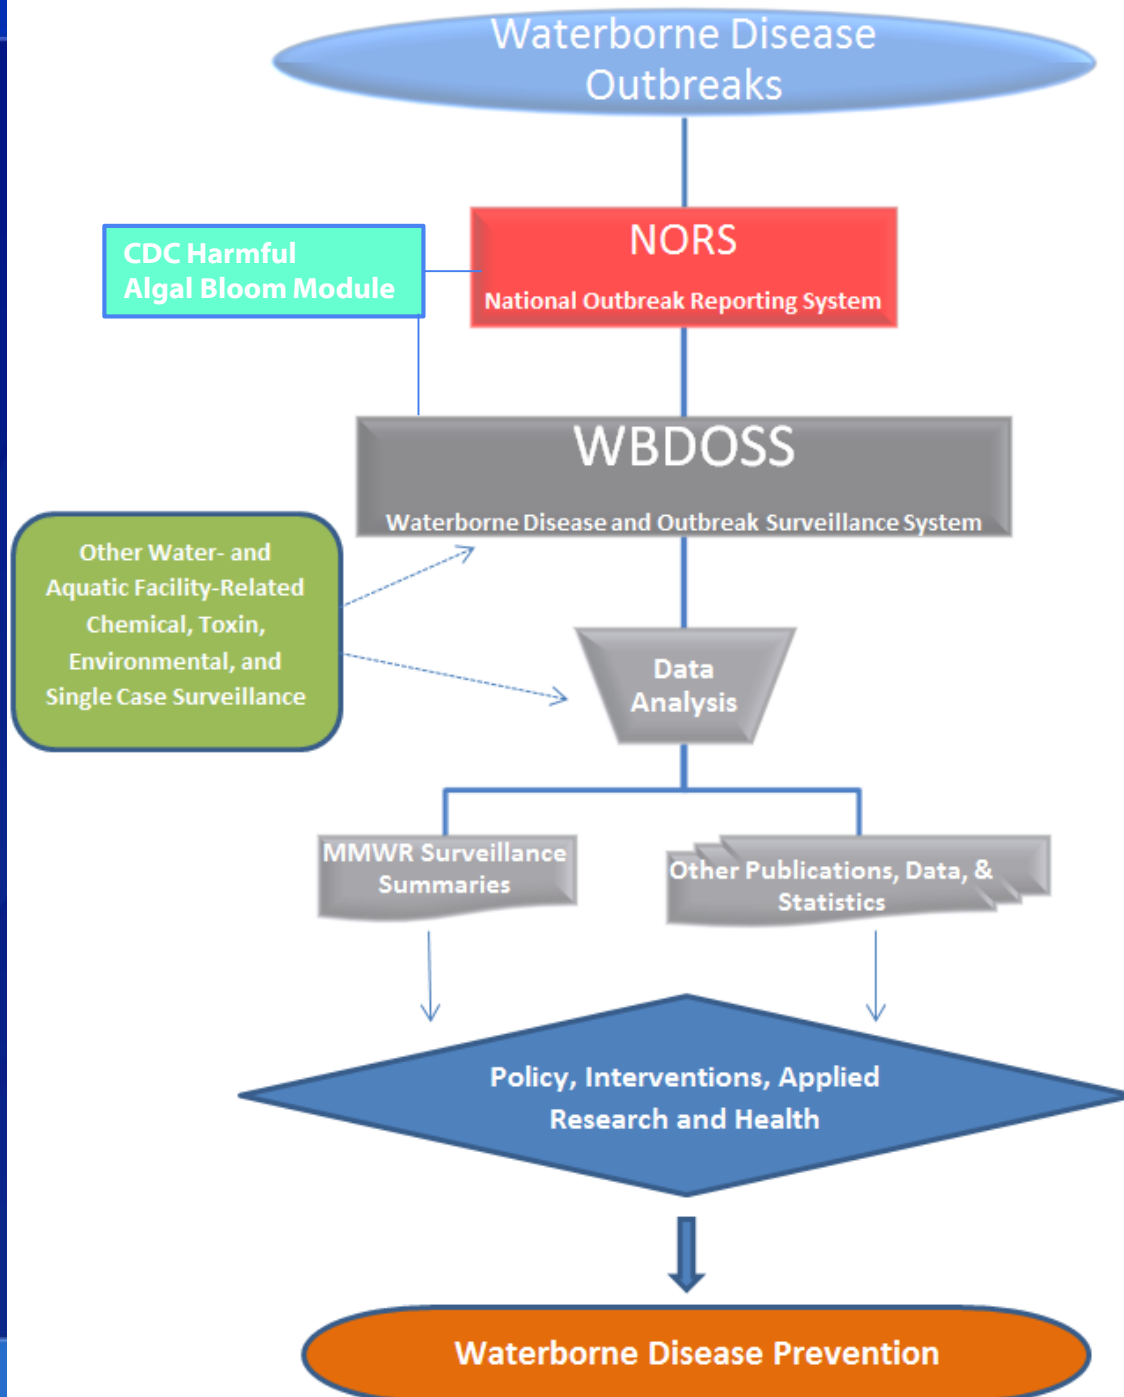 Waterborne Disease
Outbreaks
NORS
National Outbreak Reporting System
CDC Harmful
Algal Bloom Module
WBDOSS
Waterborne Disease and Outbreak Surveillance System
Other Water- and
Aquatic Facility-Related
Chemical, Toxin,
Environmental, and
Single Case Surveillance
Data
Analysis
MMWR Surveillance
Summaries
Other Publications, Data, &
Statistics
Policy, Interventions, Applied
Research and Health
Waterborne Disease Prevention